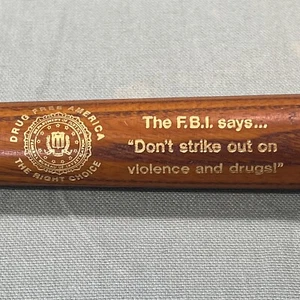 DRUG FREE AMERICA
THE RIGHT CHOICE
The F.B.I. says...
"Don't strike out on
violence and drugs!"